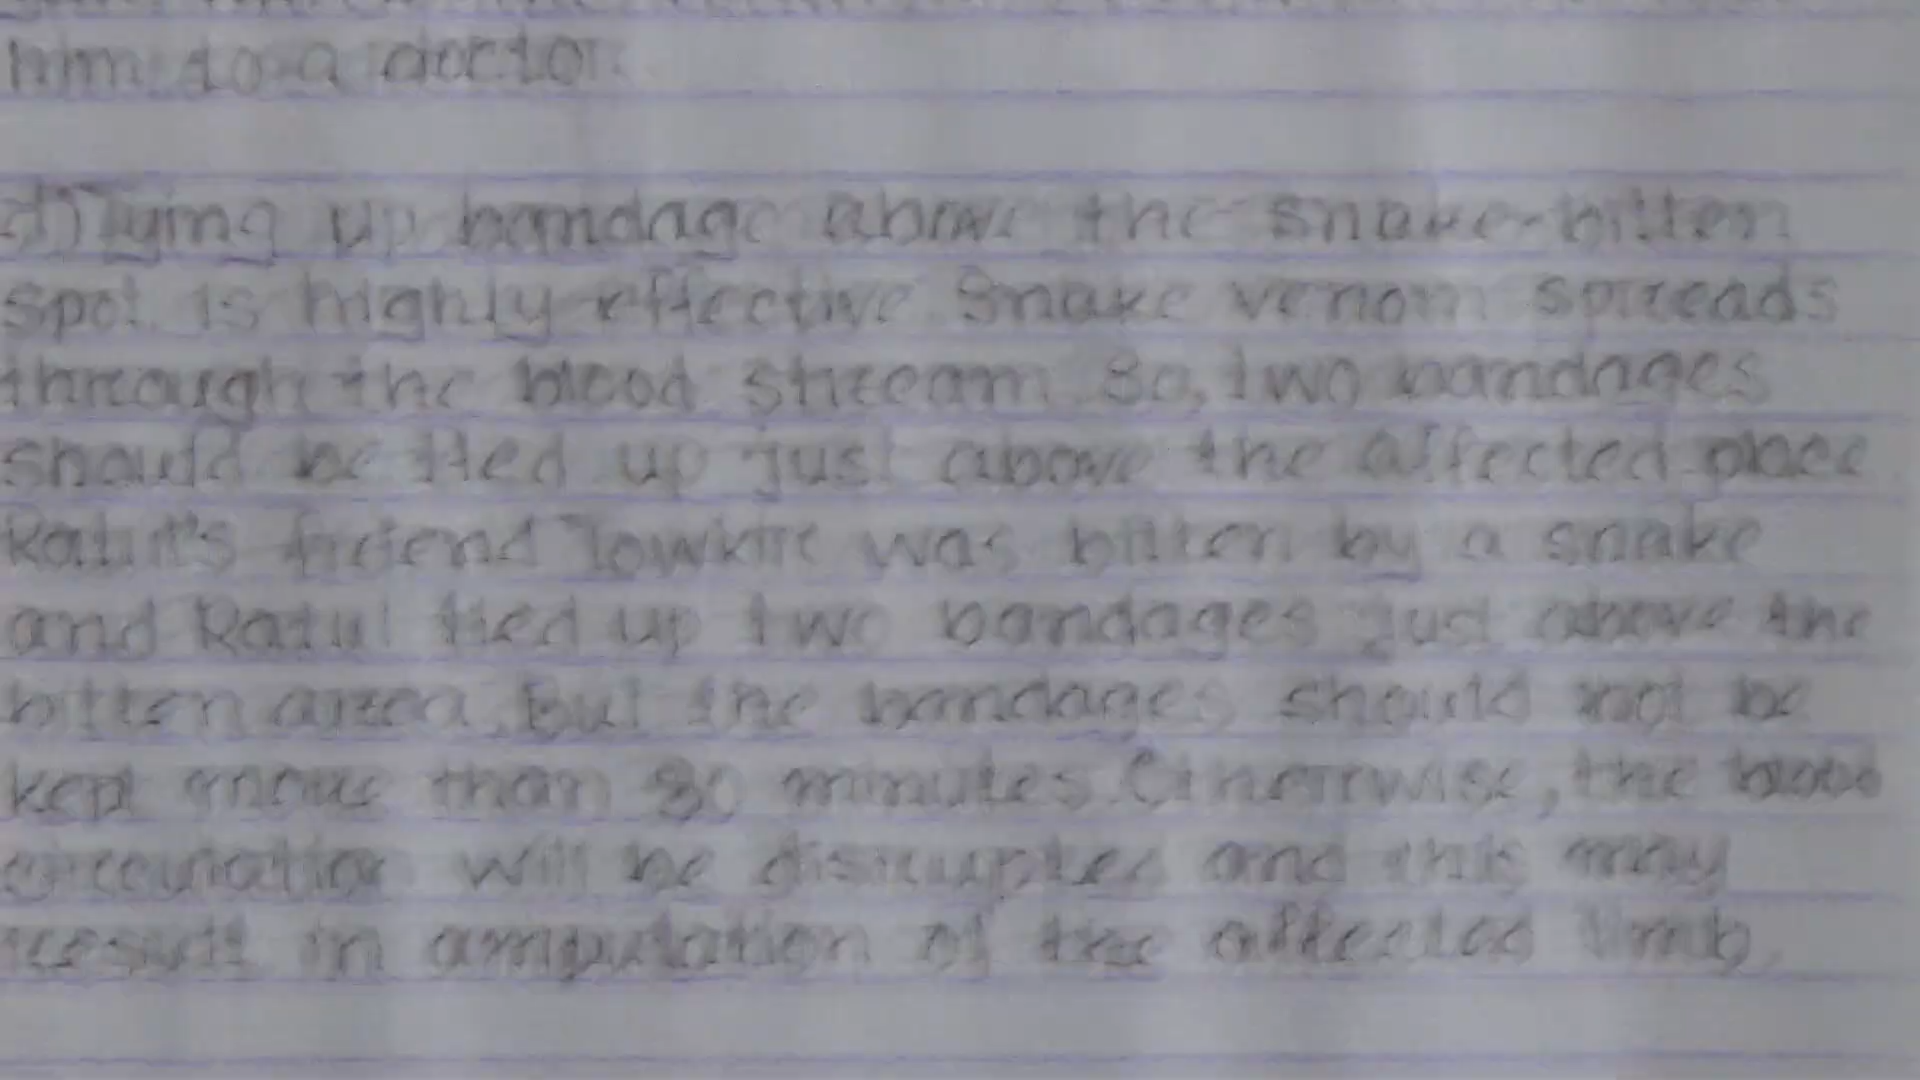 him to a doctor.
d) Tying up bandage above the snake-bitten
spot is highly effective. Snake venom spreads
through the blood stream. So, two bandages
should be tied up just above the affected place.
Ratul's friend Towkir was bitten by a snake
and Ratul tied up two bandages just above the
bitten area. But the bandages should not be
kept more than 30 minutes. Otherwise, the blood
circulation will be disrupted and this may
result in amputation of the affected limb.